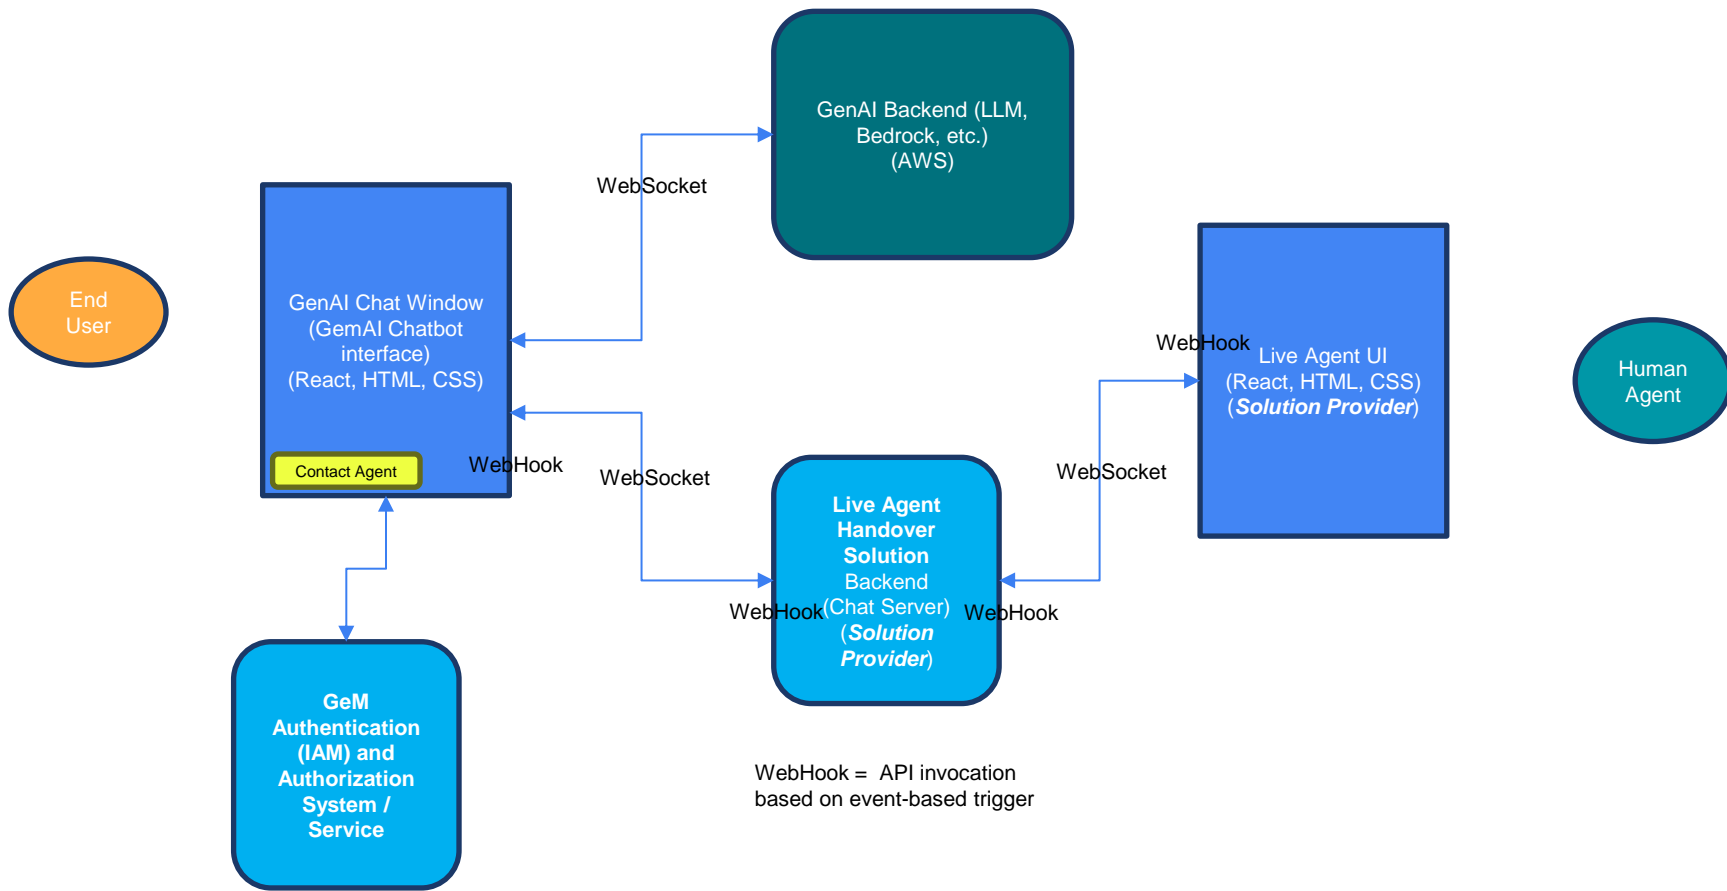 GenAI Backend (LLM,
Bedrock, etc.)
(AWS)
WebSocket
End
User
GenAI Chat Window
(GemAI Chatbot
interface)
(React, HTML, CSS)
Contact Agent
WebHook
WebSocket
WebHook
Live Agent UI
(React, HTML, CSS)
(Solution Provider)
Human
Agent
WebSocket
Live Agent
Handover
Solution
Backend
(Chat Server)
(Solution
Provider)
WebHook
WebHook
GeM
Authentication
(IAM) and
Authorization
System /
Service
WebHook =  API invocation
based on event-based trigger